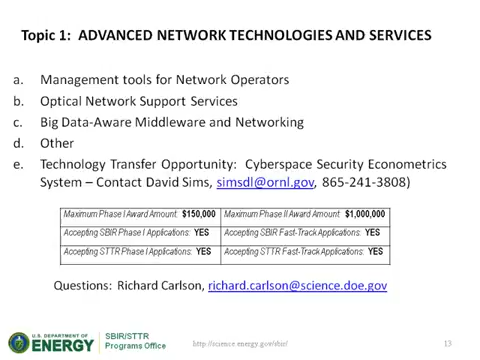 Topic 1: ADVANCED NETWORK TECHNOLOGIES AND SERVICES
a. Management tools for Network Operators
b. Optical Network Support Services
c. Big Data-Aware Middleware and Networking
d. Other
e. Technology Transfer Opportunity: Cyberspace Security Econometrics
System – Contact David Sims, simsdl@ornl.gov, 865-241-3808)
Maximum Phase I Award Amount: $150,000 Maximum Phase II Award Amount: $1,000,000
Accepting SBIR Phase I Applications: YES Accepting SBIR Fast-Track Applications: YES
Accepting STTR Phase I Applications: YES Accepting STTR Fast-Track Applications: YES
Questions: Richard Carlson, richard.carlson@science.doe.gov
U.S. DEPARTMENT OF
ENERGY
SBIR/STTR
Programs Office
http://science.energy.gov/sbir/
13